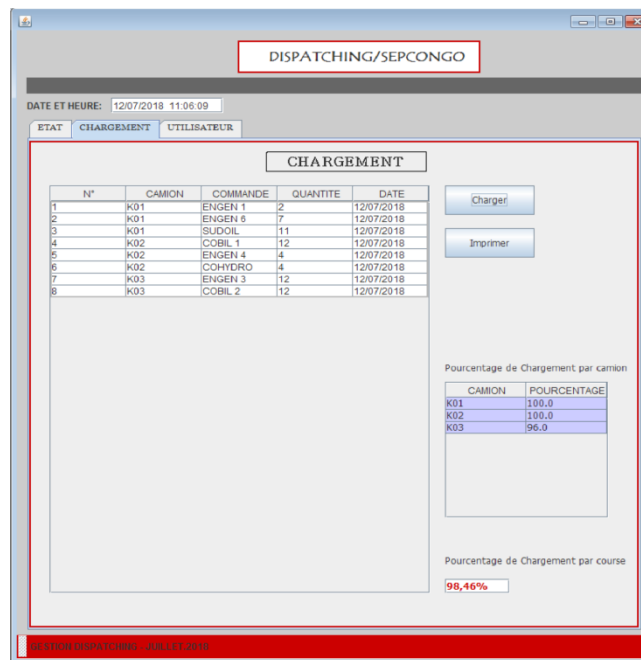 DISPATCHING/SEPCONGO
DATE ET HEURE: 12/07/2018 11:06:09
ETAT CHARGEMENT UTILISATEUR
CHARGEMENT
N° CAMION COMMANDE QUANTITE DATE
1 K01 ENGEN 1 2 12/07/2018
2 K01 ENGEN 6 7 12/07/2018
3 K01 SUDOIL 11 12/07/2018
4 K02 COBIL 1 12 12/07/2018
5 K02 ENGEN 4 4 12/07/2018
6 K02 COHYDRO 4 12/07/2018
7 K03 ENGEN 3 12 12/07/2018
8 K03 COBIL 2 12 12/07/2018
Charger
Imprimer
Pourcentage de Chargement par camion
CAMION POURCENTAGE
K01 100.0
K02 100.0
K03 96.0
Pourcentage de Chargement par course
98,46%
GESTION DISPATCHING - JUILLET/2018